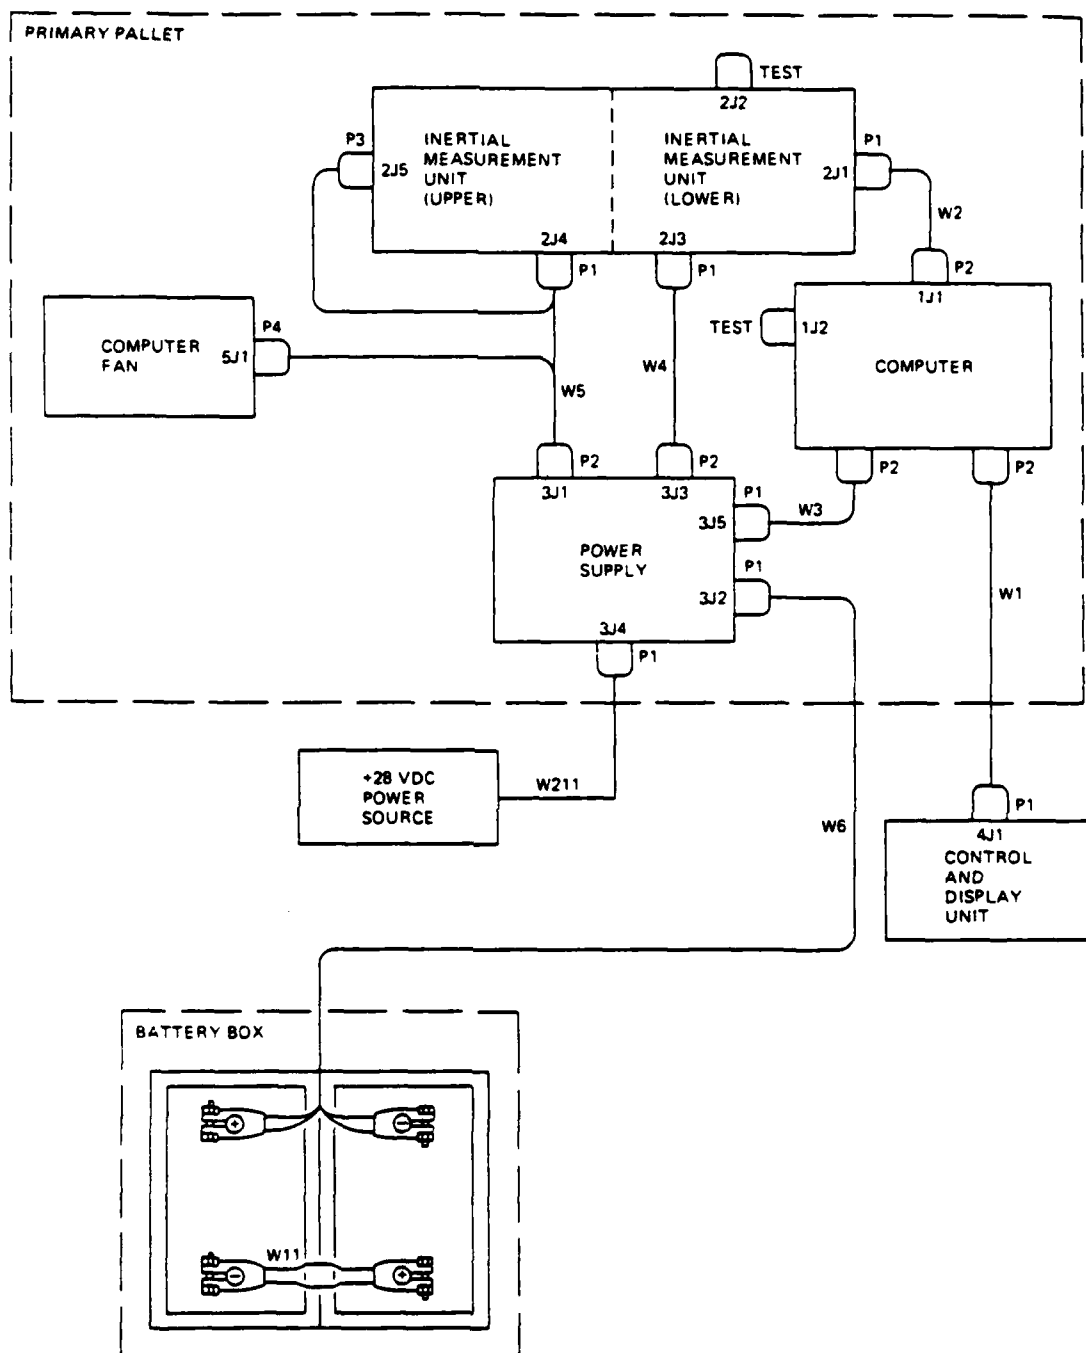 PRIMARY PALLET
TEST
2J2
P3
2J5
INERTIAL
MEASUREMENT
UNIT
(UPPER)
INERTIAL
MEASUREMENT
UNIT
(LOWER)
P1
2J1
W2
2J4
P1
2J3
P1
P2
1J1
COMPUTER
FAN
P4
5J1
TEST
1J2
COMPUTER
W5
W4
P2
P2
P2
P2
3J1
3J3
P1
3J5
W3
POWER
SUPPLY
P1
3J2
W1
3J4
P1
+28 VDC
POWER
SOURCE
W211
W6
P1
4J1
CONTROL
AND
DISPLAY
UNIT
BATTERY BOX
+
−
W11
−
+